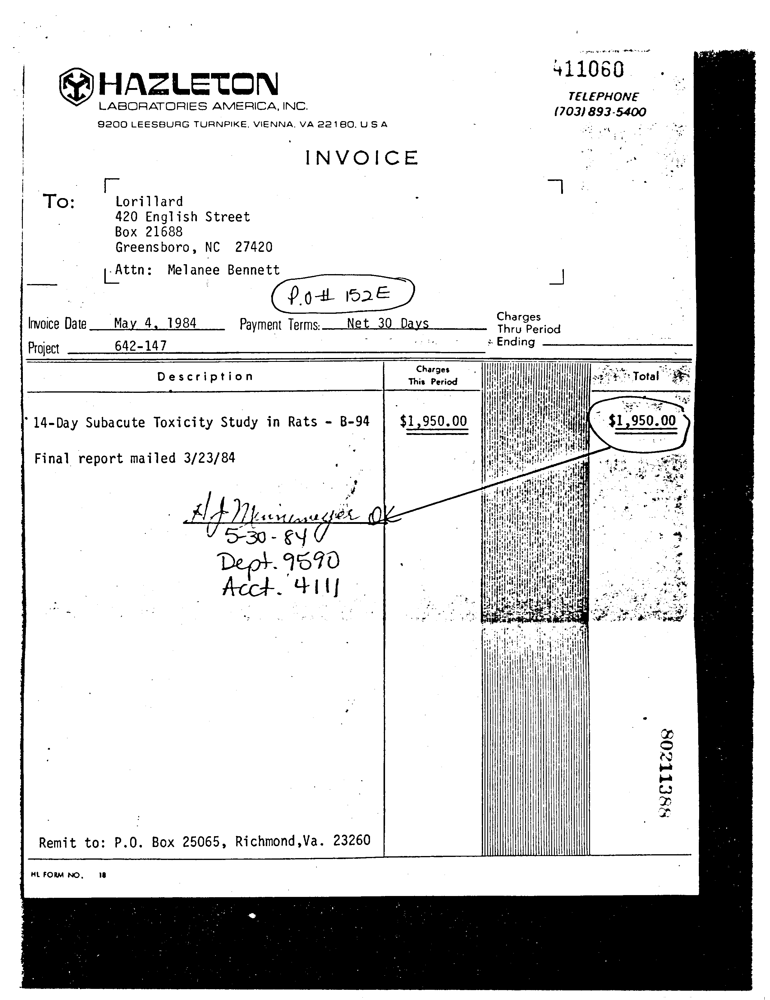 411060
HAZLETON
LABORATORIES AMERICA, INC.
9200 LEESBURG TURNPIKE, VIENNA, VA 22180, U S A
TELEPHONE
(703) 893-5400
INVOICE
To:
Lorillard
420 English Street
Box 21688
Greensboro, NC 27420
Attn: Melanee Bennett
P.O # 152E
Invoice Date May 4, 1984 Payment Terms: Net 30 Days
Charges
Thru Period
Ending
Project 642-147
Description
Charges
This Period
Total
14-Day Subacute Toxicity Study in Rats - B-94 $1,950.00 $1,950.00
Final report mailed 3/23/84
H J Minnemeyer OK
5-30-84
Dept. 9590
Acct. 4111
80211388
Remit to: P.O. Box 25065, Richmond,Va. 23260
HL FORM NO. 18